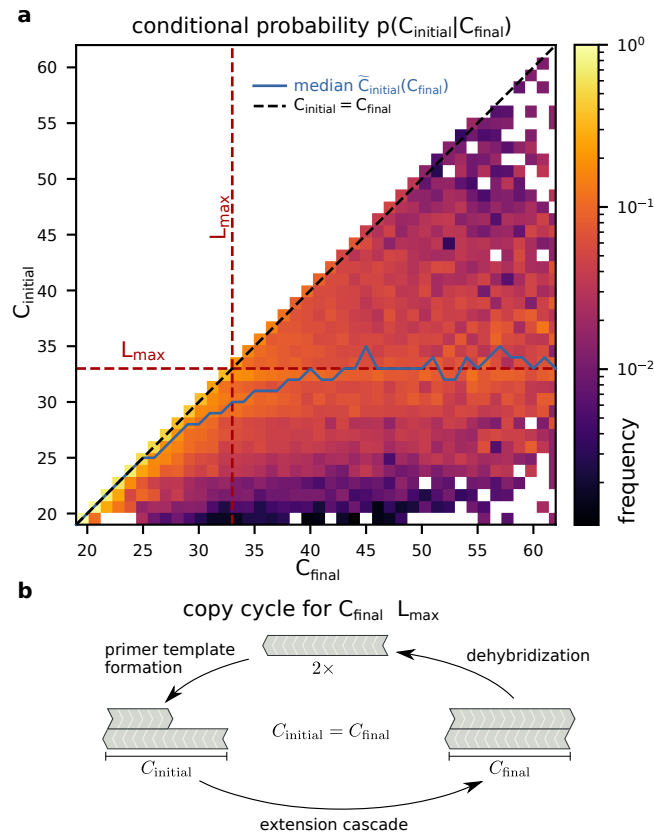 a
conditional probability p(C_initial|C_final)
median C̃_initial(C_final)
C_initial = C_final
L_max
L_max
C_initial
60
55
50
45
40
35
30
25
20
20 25 30 35 40 45 50 55 60
C_final
10^0
10^-1
10^-2
frequency
b
copy cycle for C_final L_max
primer template
formation
2×
dehybridization
C_initial = C_final
C_initial
C_final
extension cascade